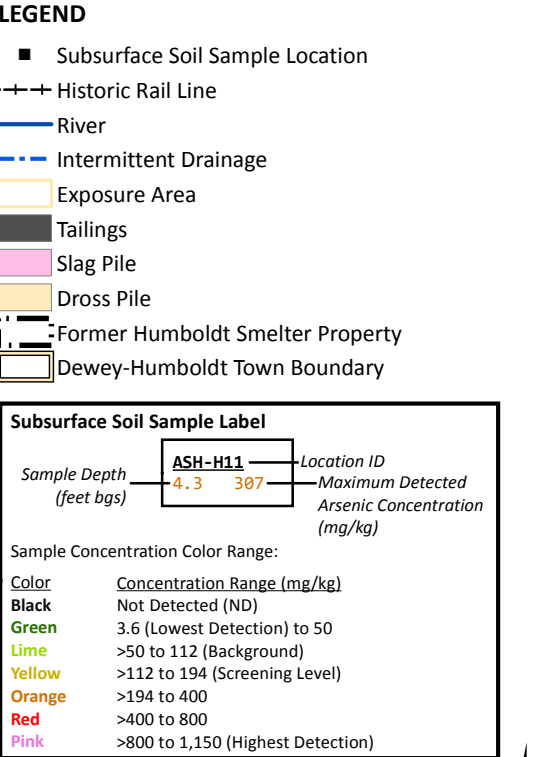 LEGEND
Subsurface Soil Sample Location
Historic Rail Line
River
Intermittent Drainage
Exposure Area
Tailings
Slag Pile
Dross Pile
Former Humboldt Smelter Property
Dewey-Humboldt Town Boundary
Subsurface Soil Sample Label
Sample Depth
(feet bgs)
ASH-H11
4.3 307
Location ID
Maximum Detected
Arsenic Concentration
(mg/kg)
Sample Concentration Color Range:
Color Concentration Range (mg/kg)
Black Not Detected (ND)
Green 3.6 (Lowest Detection) to 50
Lime >50 to 112 (Background)
Yellow >112 to 194 (Screening Level)
Orange >194 to 400
Red >400 to 800
Pink >800 to 1,150 (Highest Detection)